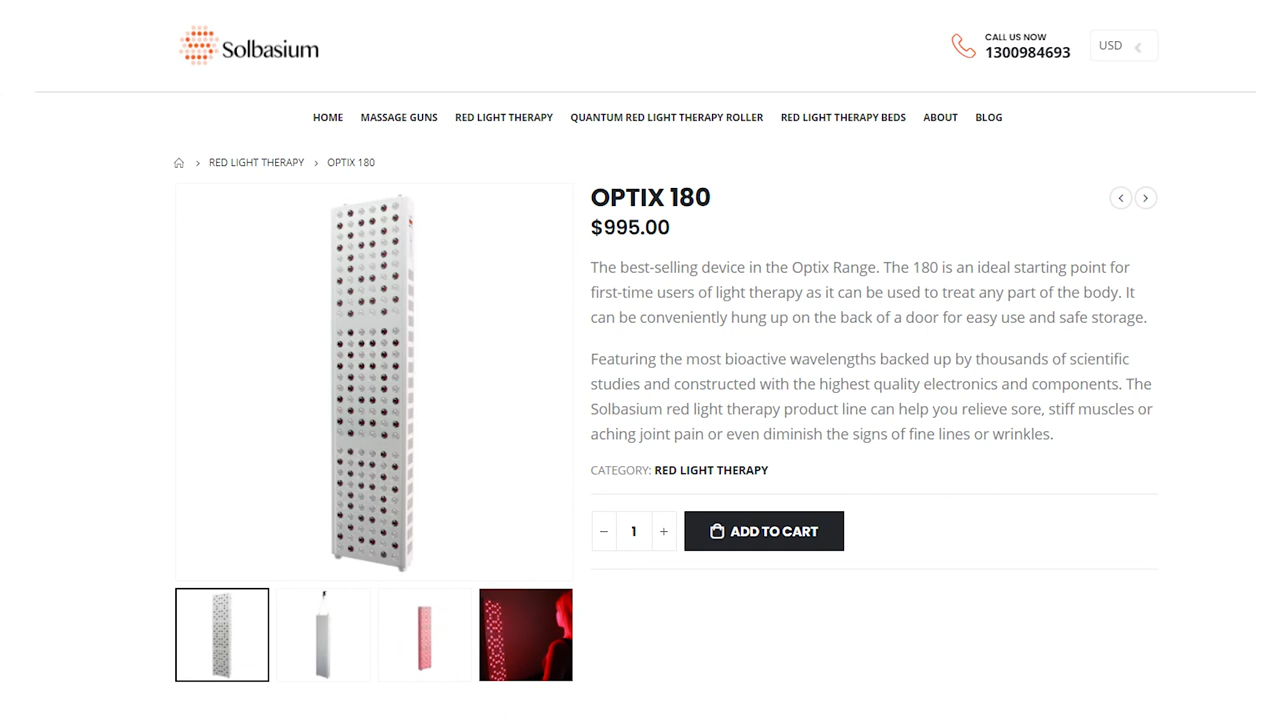 Solbasium
CALL US NOW
1300984693
USD
HOME MASSAGE GUNS RED LIGHT THERAPY QUANTUM RED LIGHT THERAPY ROLLER RED LIGHT THERAPY BEDS ABOUT BLOG
RED LIGHT THERAPY > OPTIX 180
OPTIX 180
$995.00
The best-selling device in the Optix Range. The 180 is an ideal starting point for
first-time users of light therapy as it can be used to treat any part of the body. It
can be conveniently hung up on the back of a door for easy use and safe storage.
Featuring the most bioactive wavelengths backed up by thousands of scientific
studies and constructed with the highest quality electronics and components. The
Solbasium red light therapy product line can help you relieve sore, stiff muscles or
aching joint pain or even diminish the signs of fine lines or wrinkles.
CATEGORY: RED LIGHT THERAPY
− 1 + ADD TO CART